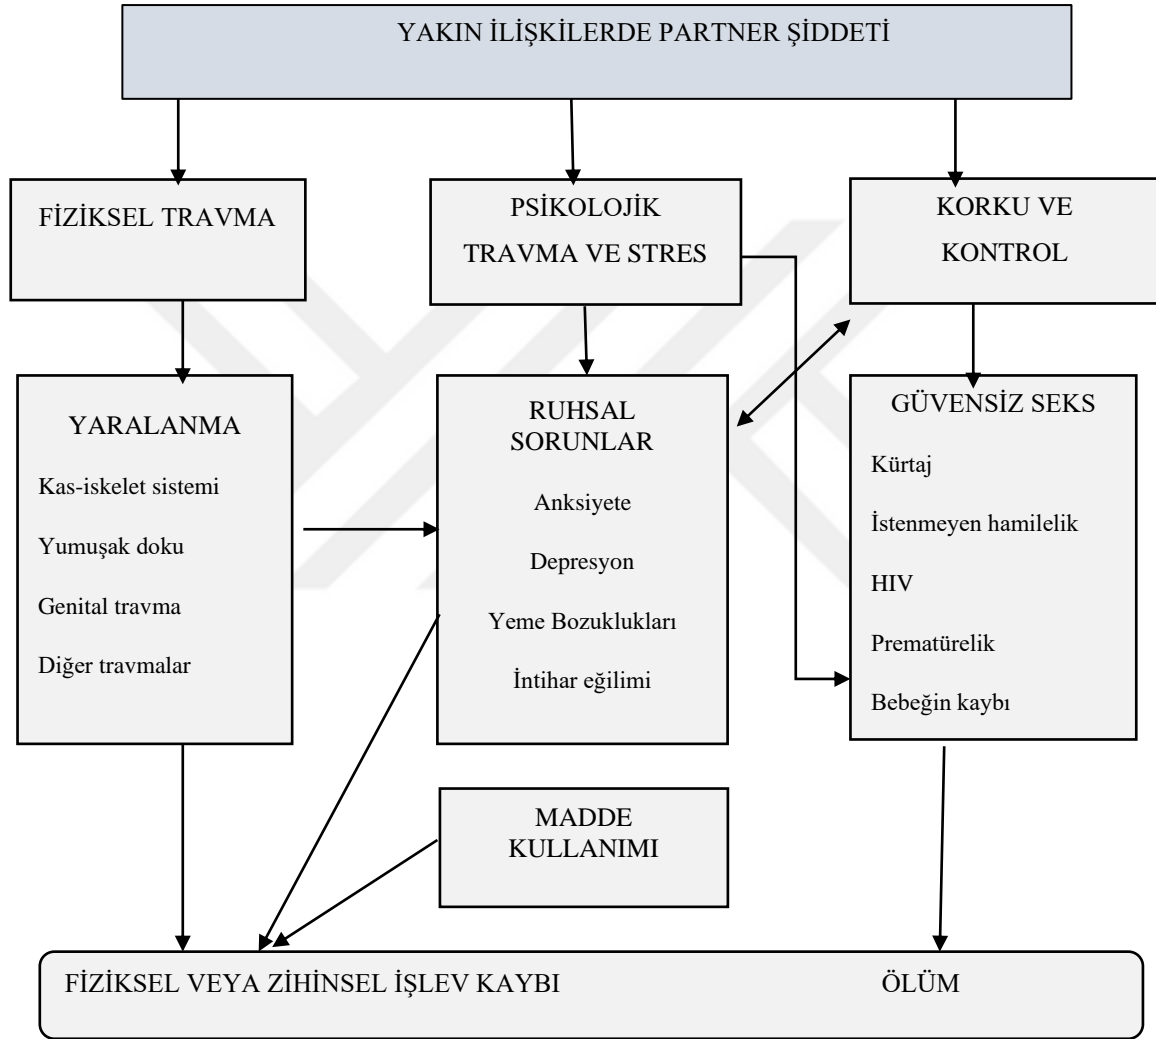 YAKIN İLİŞKİLERDE PARTNER ŞİDDETİ
FİZİKSEL TRAVMA
PSİKOLOJİK
TRAVMA VE STRES
KORKU VE
KONTROL
YARALANMA
Kas-iskelet sistemi
Yumuşak doku
Genital travma
Diğer travmalar
RUHSAL
SORUNLAR
Anksiyete
Depresyon
Yeme Bozuklukları
İntihar eğilimi
GÜVENSİZ SEKS
Kürtaj
İstenmeyen hamilelik
HIV
Prematürelik
Bebeğin kaybı
MADDE
KULLANIMI
FİZİKSEL VEYA ZİHİNSEL İŞLEV KAYBI
ÖLÜM